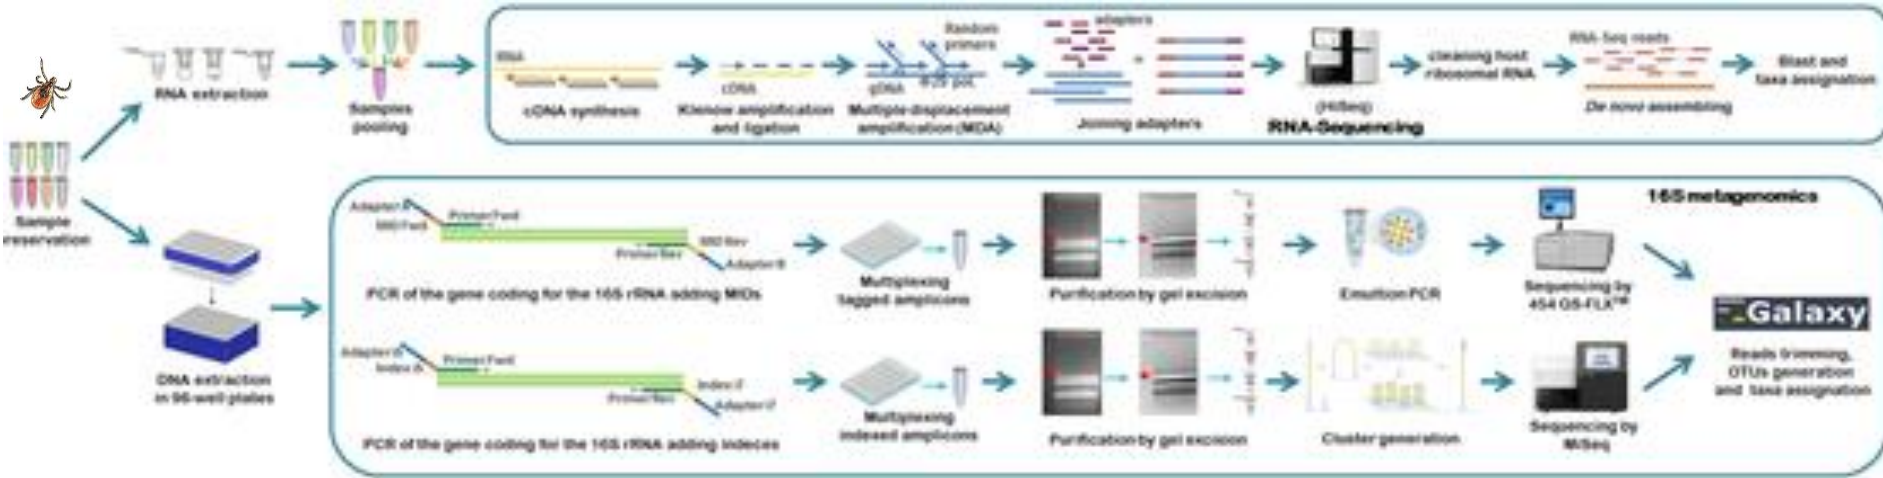 Sample
reservation
RNA extraction
Samples
pooling
RNA
cDNA synthesis
cDNA
Klenow amplification
and ligation
Random
primers
gDNA
Φ29 pol.
Multiple displacement
amplification (MDA)
adapters
+
Joining adapters
(HiSeq)
RNA-Sequencing
cleaning host
ribosomal RNA
RNA-Seq reads
De novo assembling
Blast and
taxa assignation
DNA extraction
in 96-well plates
16S metagenomics
Adapter A
MID Fwd
Primer Fwd
MID Rev
Primer Rev
Adapter B
PCR of the gene coding for the 16S rRNA adding MIDs
Multiplexing
tagged amplicons
Purification by gel excision
Emultion PCR
Sequencing by
454 GS-FLX™
Primer Fwd
Primer Rev
PCR of the gene coding for the 16S rRNA adding indeces
Multiplexing
indexed amplicons
Purification by gel excision
Cluster generation
Sequencing by
MiSeq
Galaxy
Reads trimming,
OTUs generation
and taxa assignation